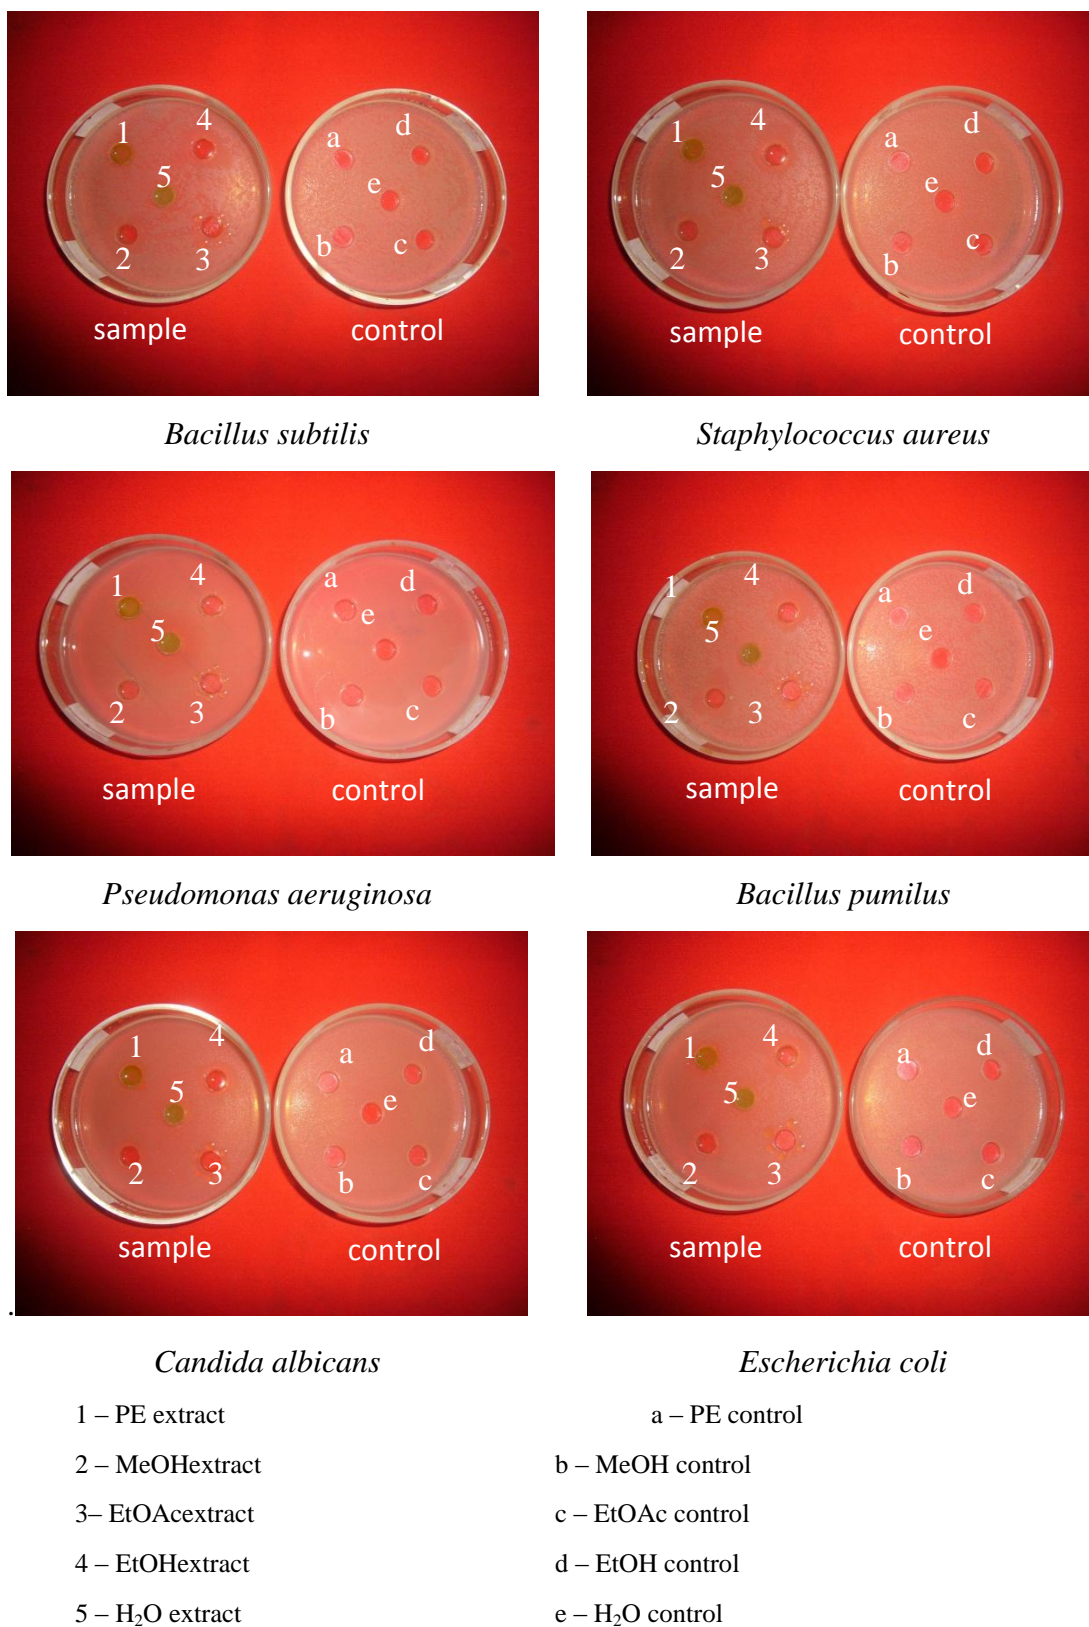 1 4 a d
5 e
2 3 b c
sample control
1 4 a d
5 e
2 3 b c
sample control
Bacillus subtilis Staphylococcus aureus
1 4 a d
5 e
2 3 b c
sample control
1 4 a d
5 e
2 3 b c
sample control
Pseudomonas aeruginosa Bacillus pumilus
1 4 a d
5 e
2 3 b c
sample control
1 4 a d
5 e
2 3 b c
sample control
.
Candida albicans Escherichia coli
1 – PE extract a – PE control
2 – MeOHextract b – MeOH control
3– EtOAcextract c – EtOAc control
4 – EtOHextract d – EtOH control
5 – H₂O extract e – H₂O control